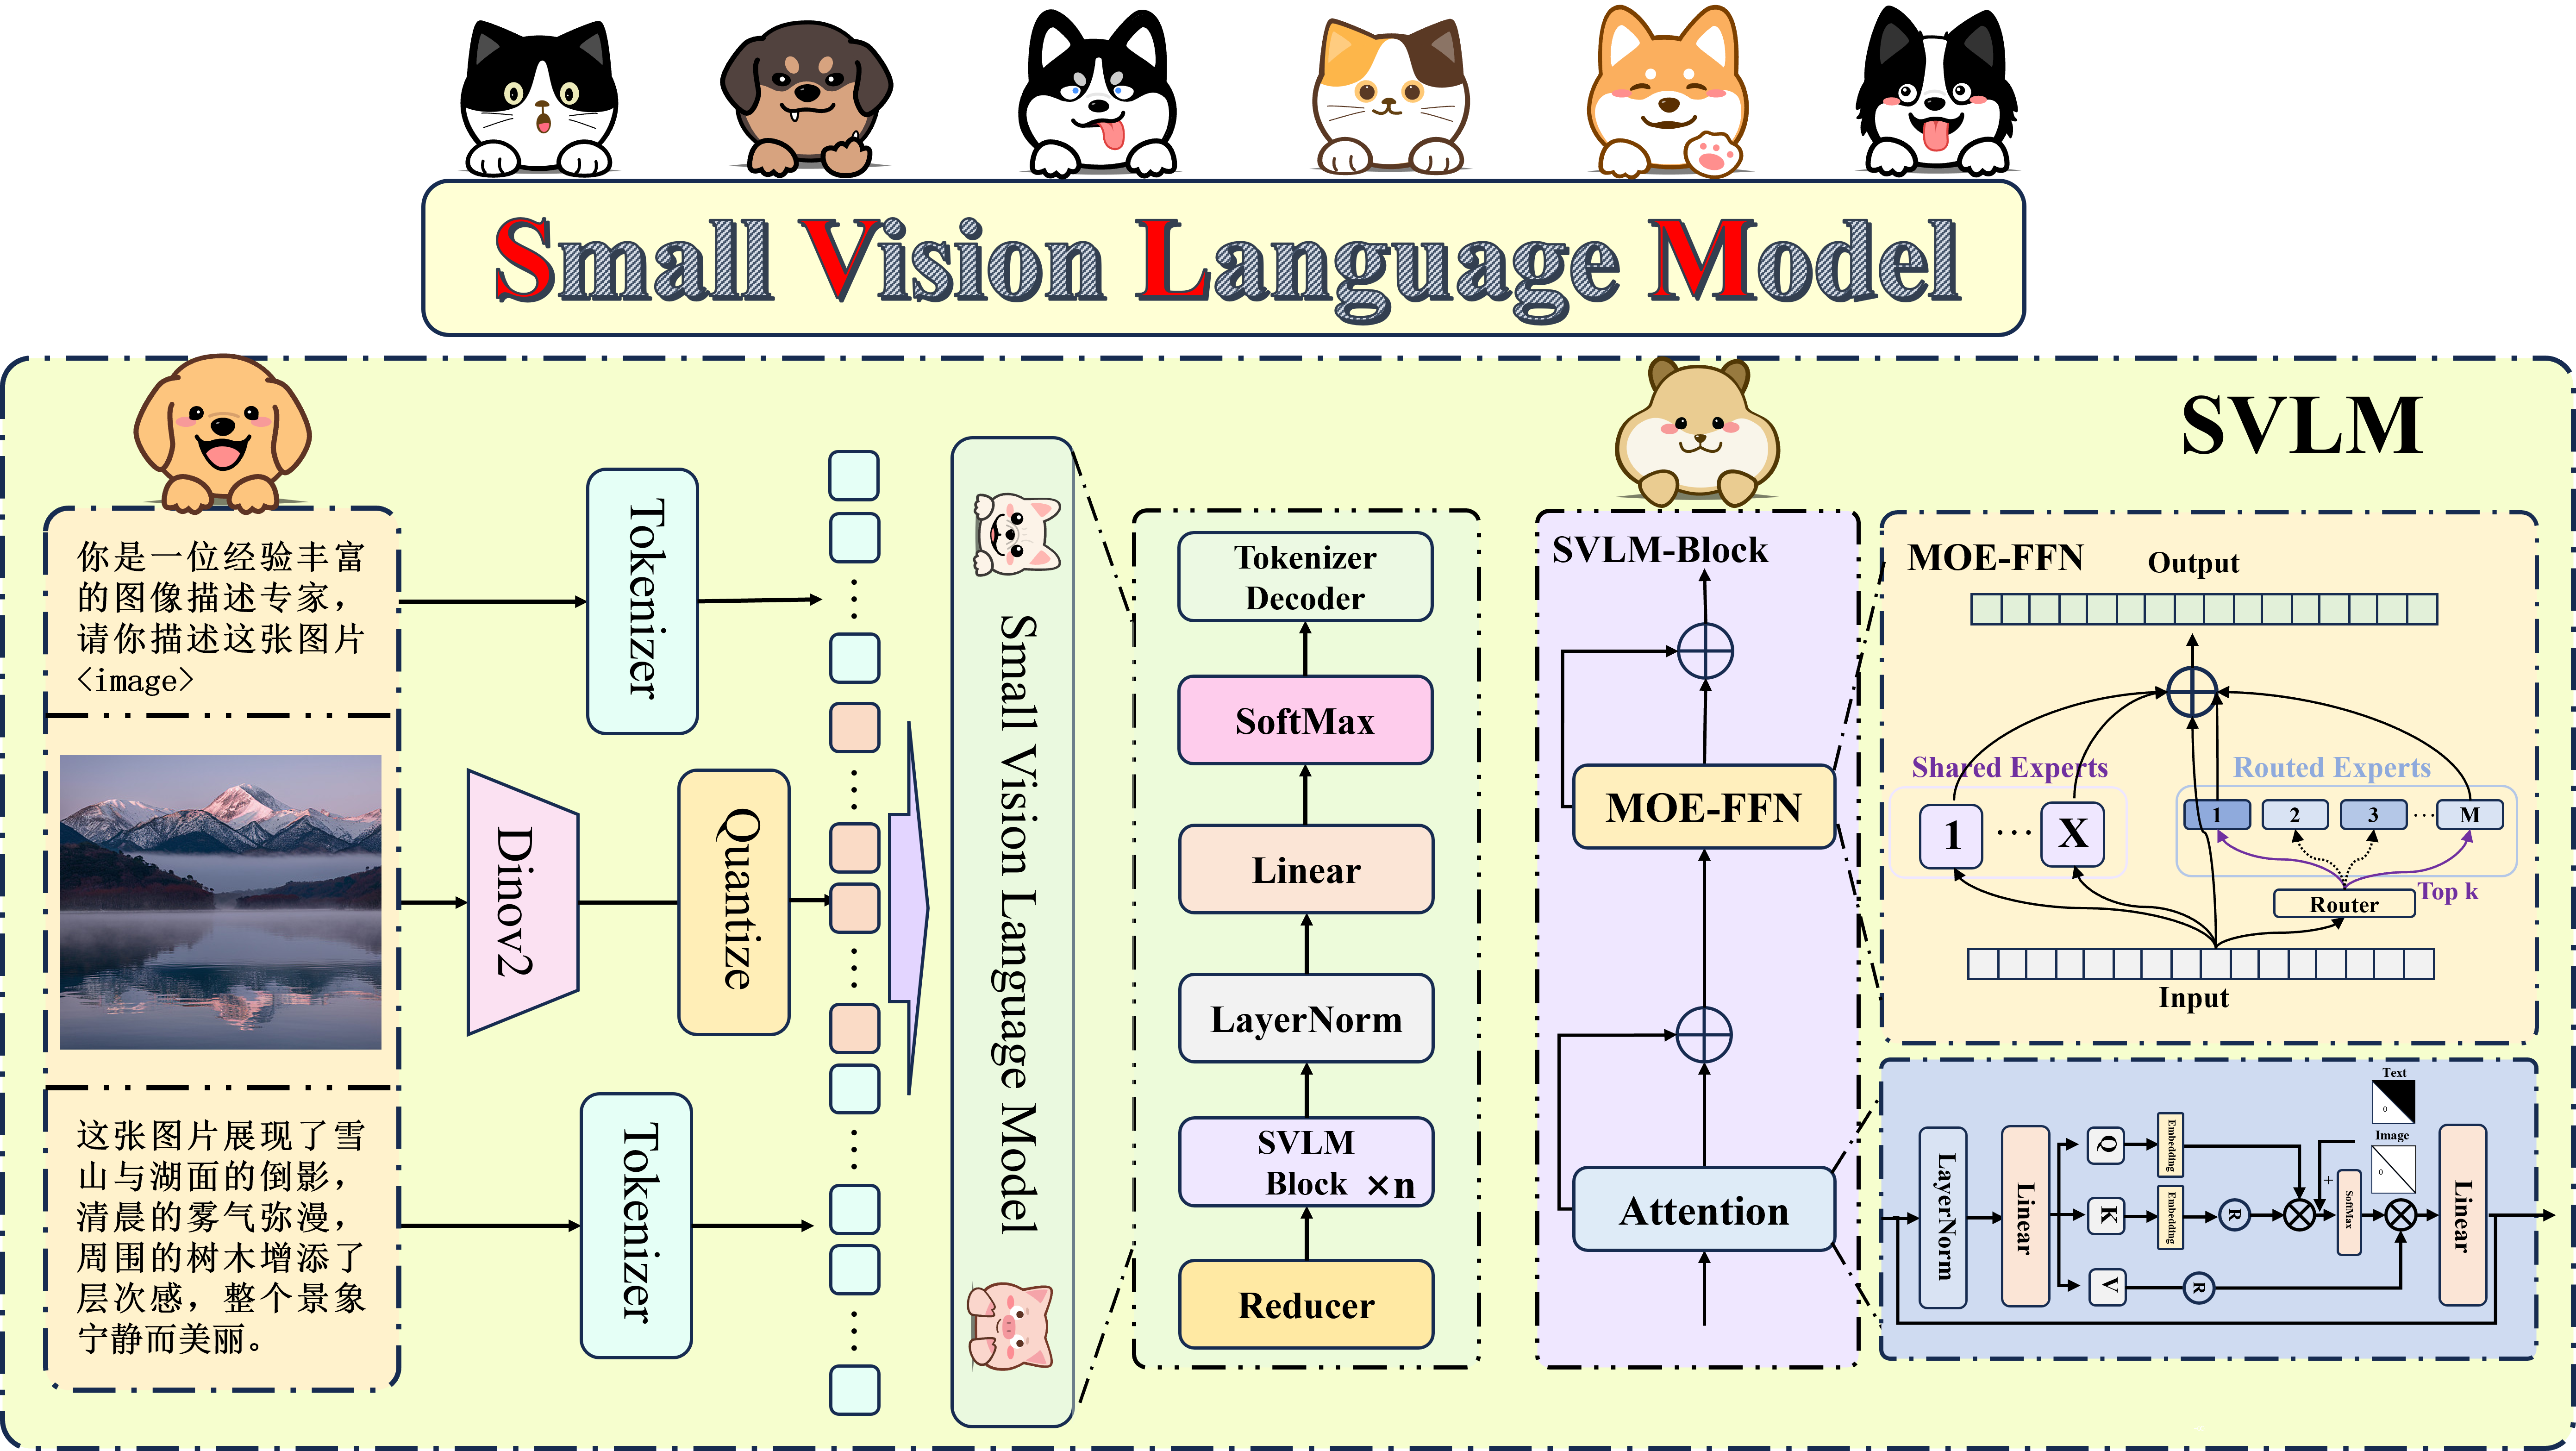 Small Vision Language Model
SVLM
你是一位经验丰富
的图像描述专家，
请你描述这张图片
<image>
这张图片展现了雪
山与湖面的倒影，
清晨的雾气弥漫，
周围的树木增添了
层次感，整个景象
宁静而美丽。
Tokenizer
Dinov2
Quantize
Tokenizer
Small Vision Language Model
Tokenizer
Decoder
SoftMax
Linear
LayerNorm
SVLM
Block ×n
Reducer
SVLM-Block
MOE-FFN
Attention
MOE-FFN
Output
Shared Experts
Routed Experts
1 ··· X
1 2 3 ··· M
Top k
Router
Input
LayerNorm
Linear
Q
K
V
Embedding
Embedding
R
R
+
SoftMax
Text
0
Image
0
Linear